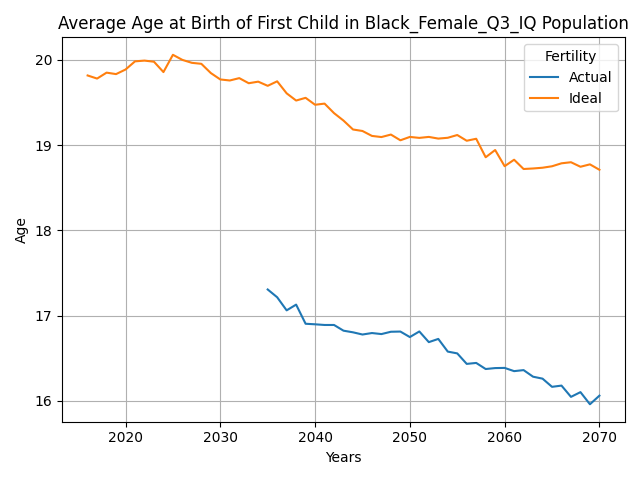 Average Age at Birth of First Child in Black_Female_Q3_IQ Population
Fertility
Actual
Ideal
20
19
18
17
16
Age
2020 2030 2040 2050 2060 2070
Years